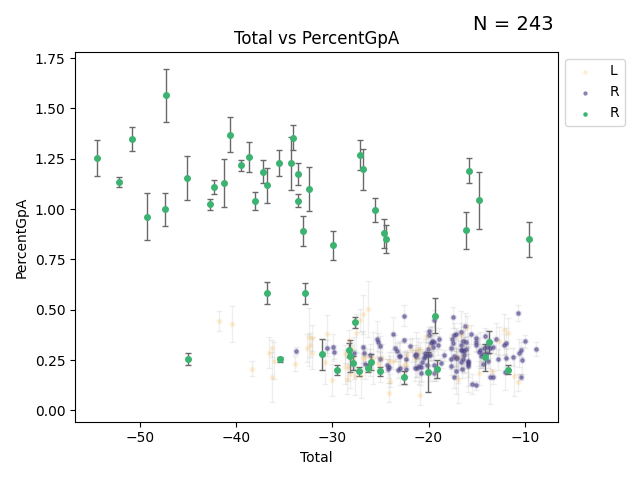 N = 243
Total vs PercentGpA
1.75
1.50
1.25
1.00
0.75
0.50
0.25
0.00
PercentGpA
−50
−40
−30
−20
−10
Total
L
R
R